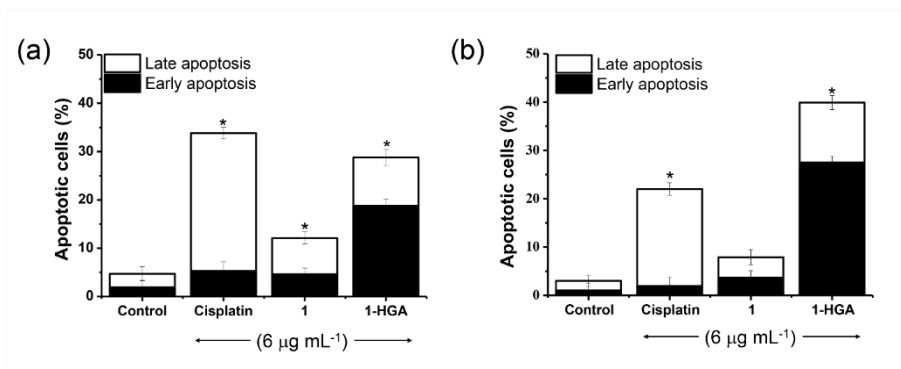 (a)
50
40
30
20
10
0
Apoptotic cells (%)
Late apoptosis
Early apoptosis
*
*
*
Control Cisplatin 1 1-HGA
(6 μg mL⁻¹)
(b)
50
40
30
20
10
0
Apoptotic cells (%)
Late apoptosis
Early apoptosis
*
*
Control Cisplatin 1 1-HGA
(6 μg mL⁻¹)